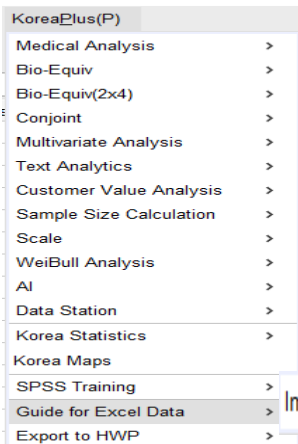 KoreaPlus(P)
Medical Analysis
Bio-Equiv
Bio-Equiv(2x4)
Conjoint
Multivariate Analysis
Text Analytics
Customer Value Analysis
Sample Size Calculation
Scale
WeiBull Analysis
AI
Data Station
Korea Statistics
Korea Maps
SPSS Training
Guide for Excel Data
Export to HWP